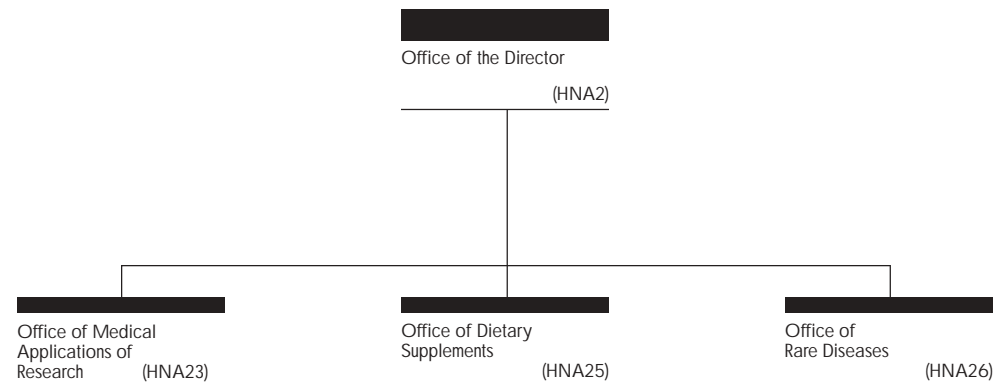 Office of the Director
(HNA2)
Office of Medical
Applications of
Research (HNA23)
Office of Dietary
Supplements
(HNA25)
Office of
Rare Diseases
(HNA26)